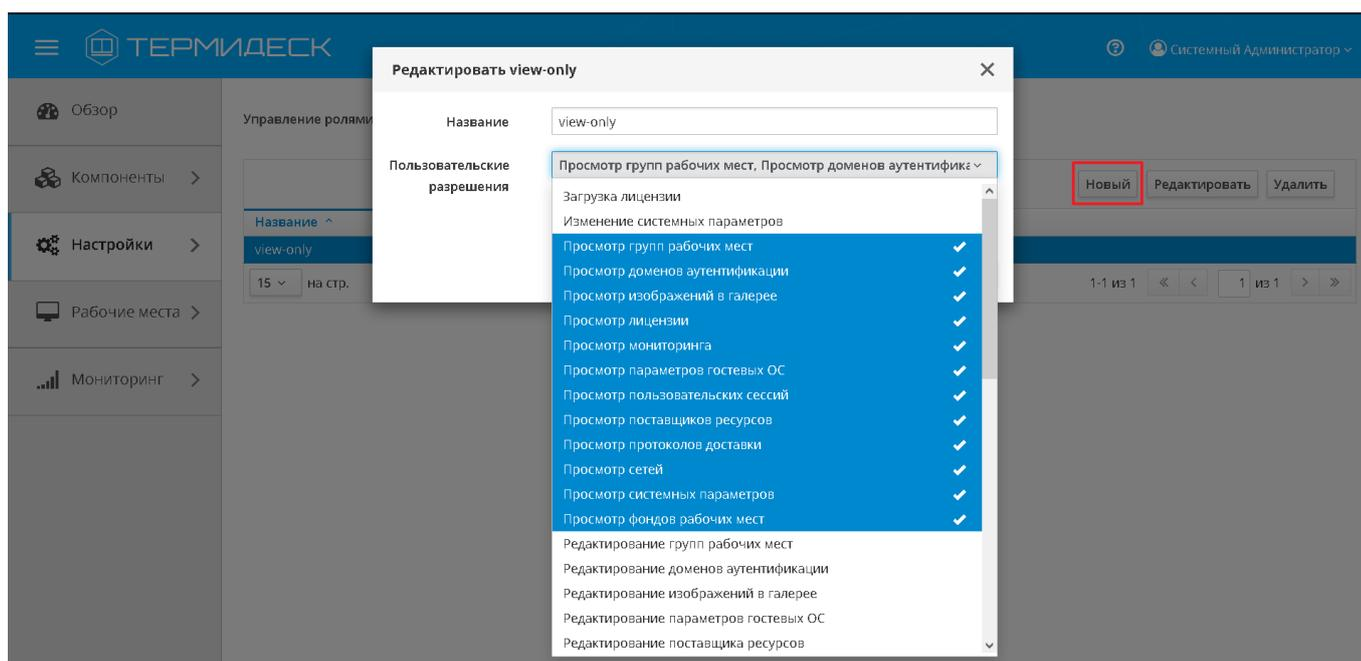 ТЕРМИДЕСК
Системный Администратор
Обзор
Компоненты
Настройки
Рабочие места
Мониторинг
Управление ролями
Новый
Редактировать
Удалить
Название
view-only
15
на стр.
1-1 из 1
1 из 1
Редактировать view-only
Название
view-only
Пользовательские
разрешения
Просмотр групп рабочих мест, Просмотр доменов аутентифика
Загрузка лицензии
Изменение системных параметров
Просмотр групп рабочих мест
Просмотр доменов аутентификации
Просмотр изображений в галерее
Просмотр лицензии
Просмотр мониторинга
Просмотр параметров гостевых ОС
Просмотр пользовательских сессий
Просмотр поставщиков ресурсов
Просмотр протоколов доставки
Просмотр сетей
Просмотр системных параметров
Просмотр фондов рабочих мест
Редактирование групп рабочих мест
Редактирование доменов аутентификации
Редактирование изображений в галерее
Редактирование параметров гостевых ОС
Редактирование поставщика ресурсов